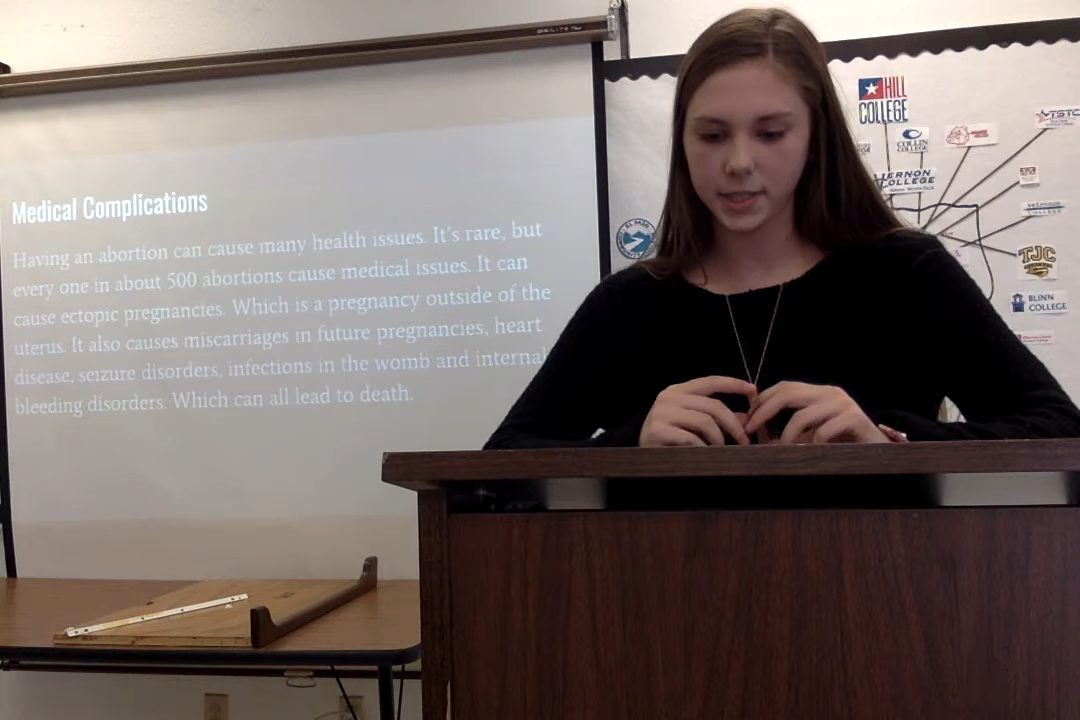 Medical Complications
Having an abortion can cause many health issues. It's rare, but
every one in about 500 abortions cause medical issues. It can
cause ectopic pregnancies. Which is a pregnancy outside of the
uterus. It also causes miscarriages in future pregnancies, heart
disease, seizure disorders, infections in the womb and internal
bleeding disorders. Which can all lead to death.
HILL
COLLEGE
TSTC
COLLIN
COLLEGE
VERNON
COLLEGE
COLLEGE
TJC
BLINN
COLLEGE